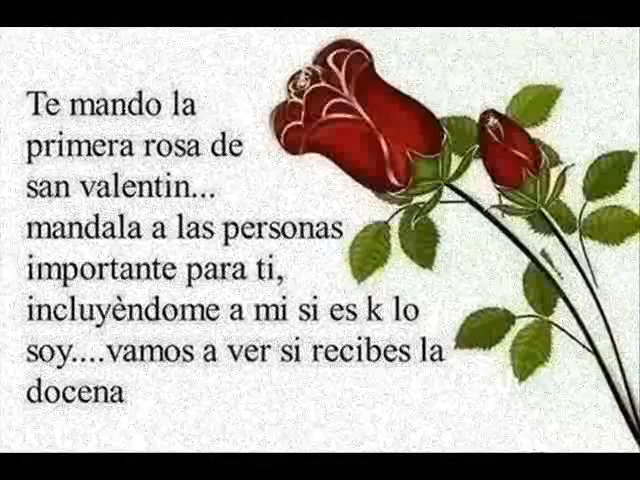 Te mando la
primera rosa de
san valentin...
mandala a las personas
importante para ti,
incluyèndome a mi si es k lo
soy....vamos a ver si recibes la
docena